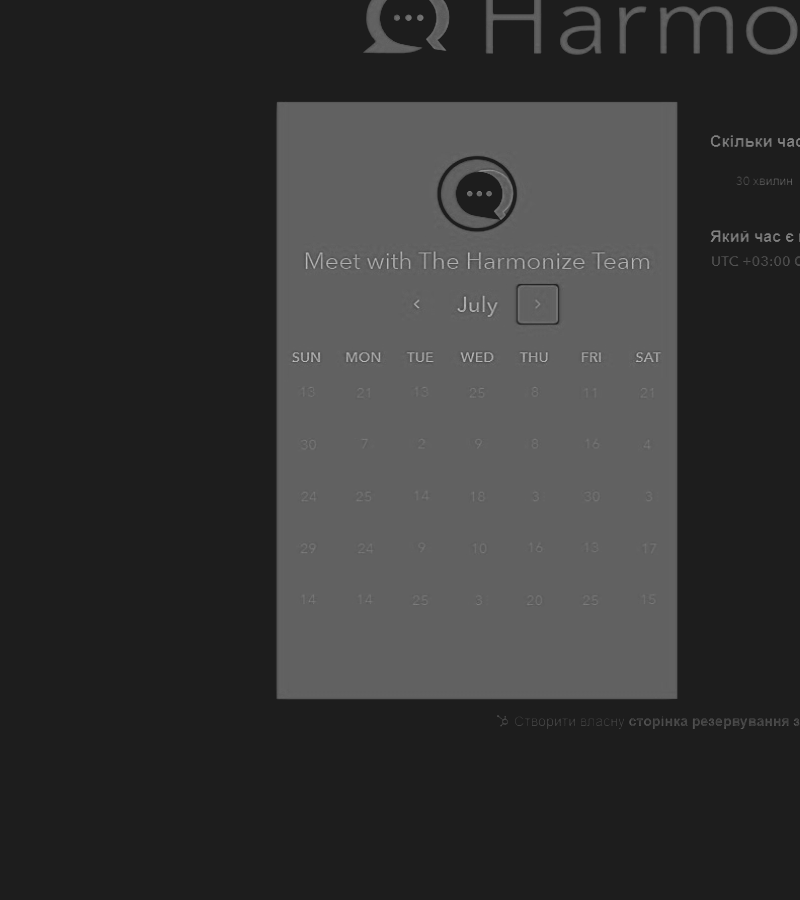 Harmo
Meet with The Harmonize Team
July
SUN MON TUE WED THU FRI SAT
13 21 13 25 8 11 21
30 7 2 9 8 16 4
24 25 14 18 3 30 3
29 24 9 10 16 13 17
14 14 25 3 20 25 15
Скільки час
30 хвилин
Який час є
UTC +03:00
Створити власну сторінка резервування з